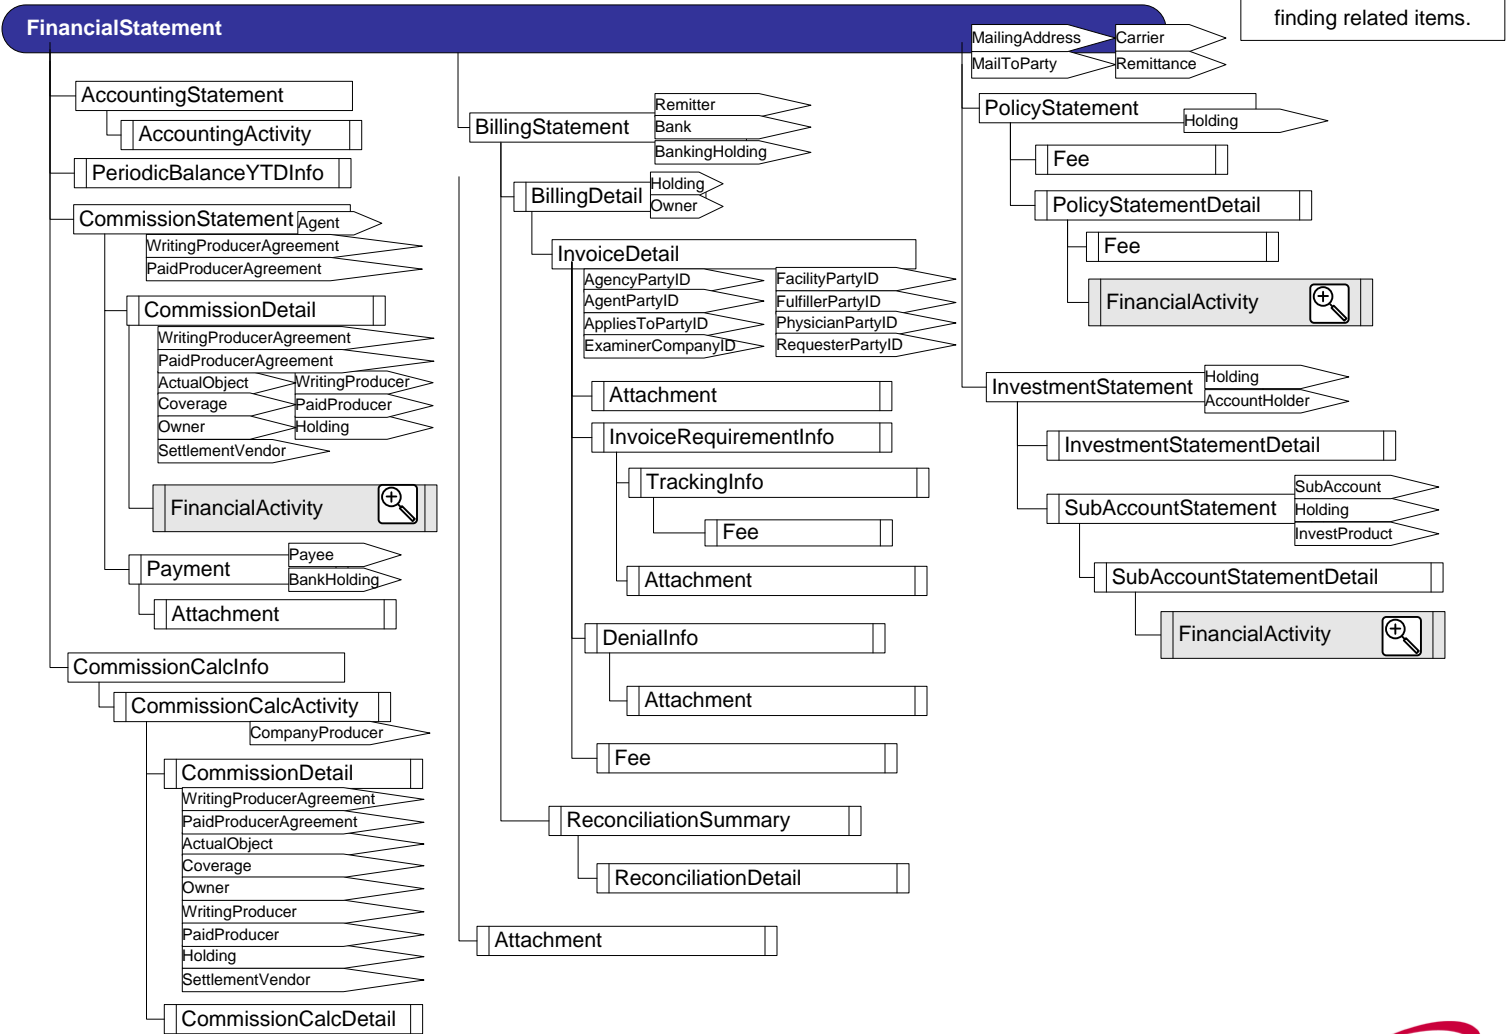 FinancialStatement
finding related items.
AccountingStatement
AccountingActivity
PeriodicBalanceYTDInfo
CommissionStatement
Agent
WritingProducerAgreement
PaidProducerAgreement
CommissionDetail
WritingProducerAgreement
PaidProducerAgreement
ActualObject
WritingProducer
Coverage
PaidProducer
Owner
Holding
SettlementVendor
FinancialActivity
Payment
Payee
BankHolding
Attachment
CommissionCalcInfo
CommissionCalcActivity
CompanyProducer
CommissionDetail
WritingProducerAgreement
PaidProducerAgreement
ActualObject
Coverage
Owner
WritingProducer
PaidProducer
Holding
SettlementVendor
CommissionCalcDetail
BillingStatement
Remitter
Bank
BankingHolding
BillingDetail
Holding
Owner
InvoiceDetail
AgencyPartyID
FacilityPartyID
AgentPartyID
FulfillerPartyID
AppliesToPartyID
PhysicianPartyID
ExaminerCompanyID
RequesterPartyID
Attachment
InvoiceRequirementInfo
TrackingInfo
Fee
Attachment
DenialInfo
Attachment
Fee
ReconciliationSummary
ReconciliationDetail
Attachment
MailingAddress
Carrier
MailToParty
Remittance
PolicyStatement
Holding
Fee
PolicyStatementDetail
Fee
FinancialActivity
InvestmentStatement
Holding
AccountHolder
InvestmentStatementDetail
SubAccountStatement
SubAccount
Holding
InvestProduct
SubAccountStatementDetail
FinancialActivity